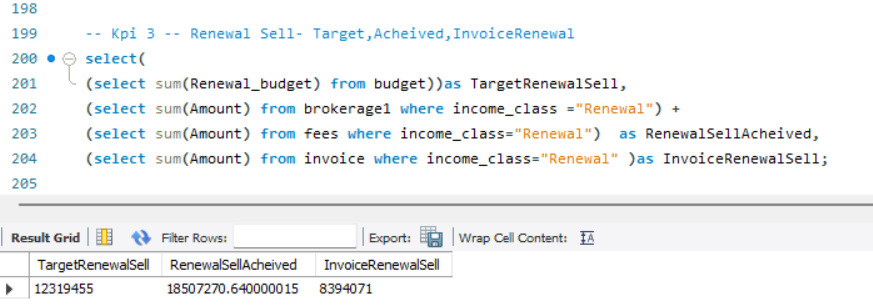 198
199 -- Kpi 3 -- Renewal Sell- Target,Acheived,InvoiceRenewal
200 select(
201 (select sum(Renewal_budget) from budget))as TargetRenewalSell,
202 (select sum(Amount) from brokerage1 where income_class ="Renewal") +
203 (select sum(Amount) from fees where income_class="Renewal")  as RenewalSellAcheived,
204 (select sum(Amount) from invoice where income_class="Renewal" )as InvoiceRenewalSell;
205
Result Grid Filter Rows: Export: Wrap Cell Content:
TargetRenewalSell RenewalSellAcheived InvoiceRenewalSell
12319455 18507270.640000015 8394071